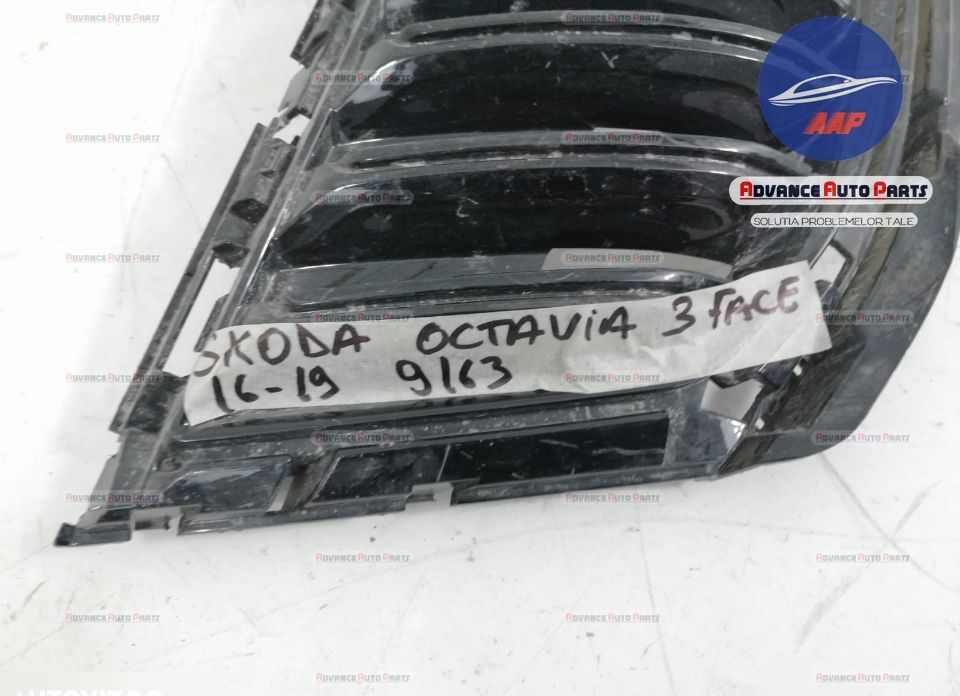 AAP
ADVANCE AUTO PARTS
SOLUTIA PROBLEMELOR TALE
SKODA OCTAVIA 3 FACE
16-19 9163